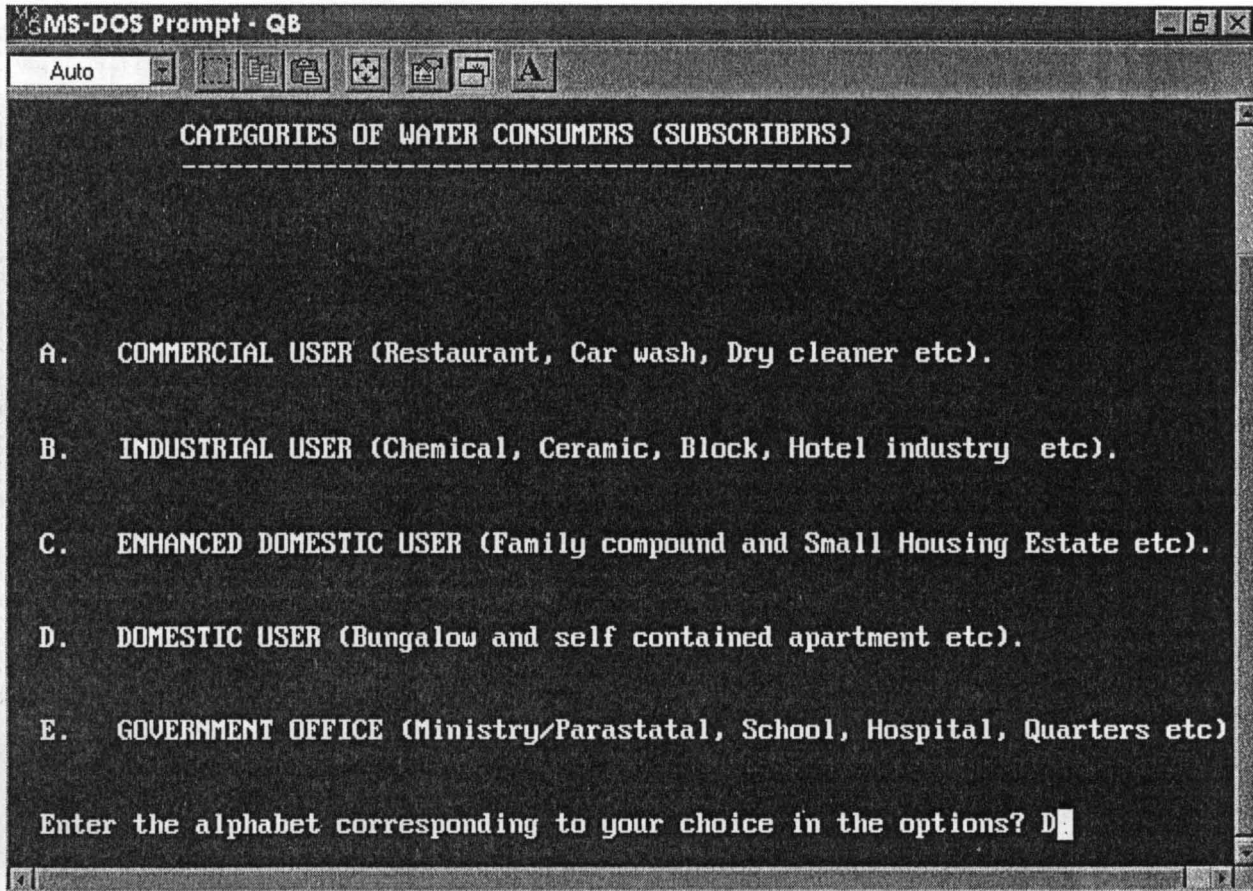 MS-DOS Prompt - QB
Auto
A
CATEGORIES OF WATER CONSUMERS (SUBSCRIBERS)
-------------------------------------------
A. COMMERCIAL USER (Restaurant, Car wash, Dry cleaner etc).
B. INDUSTRIAL USER (Chemical, Ceramic, Block, Hotel industry etc).
C. ENHANCED DOMESTIC USER (Family compound and Small Housing Estate etc).
D. DOMESTIC USER (Bungalow and self contained apartment etc).
E. GOVERNMENT OFFICE (Ministry/Parastatal, School, Hospital, Quarters etc)
Enter the alphabet corresponding to your choice in the options? D